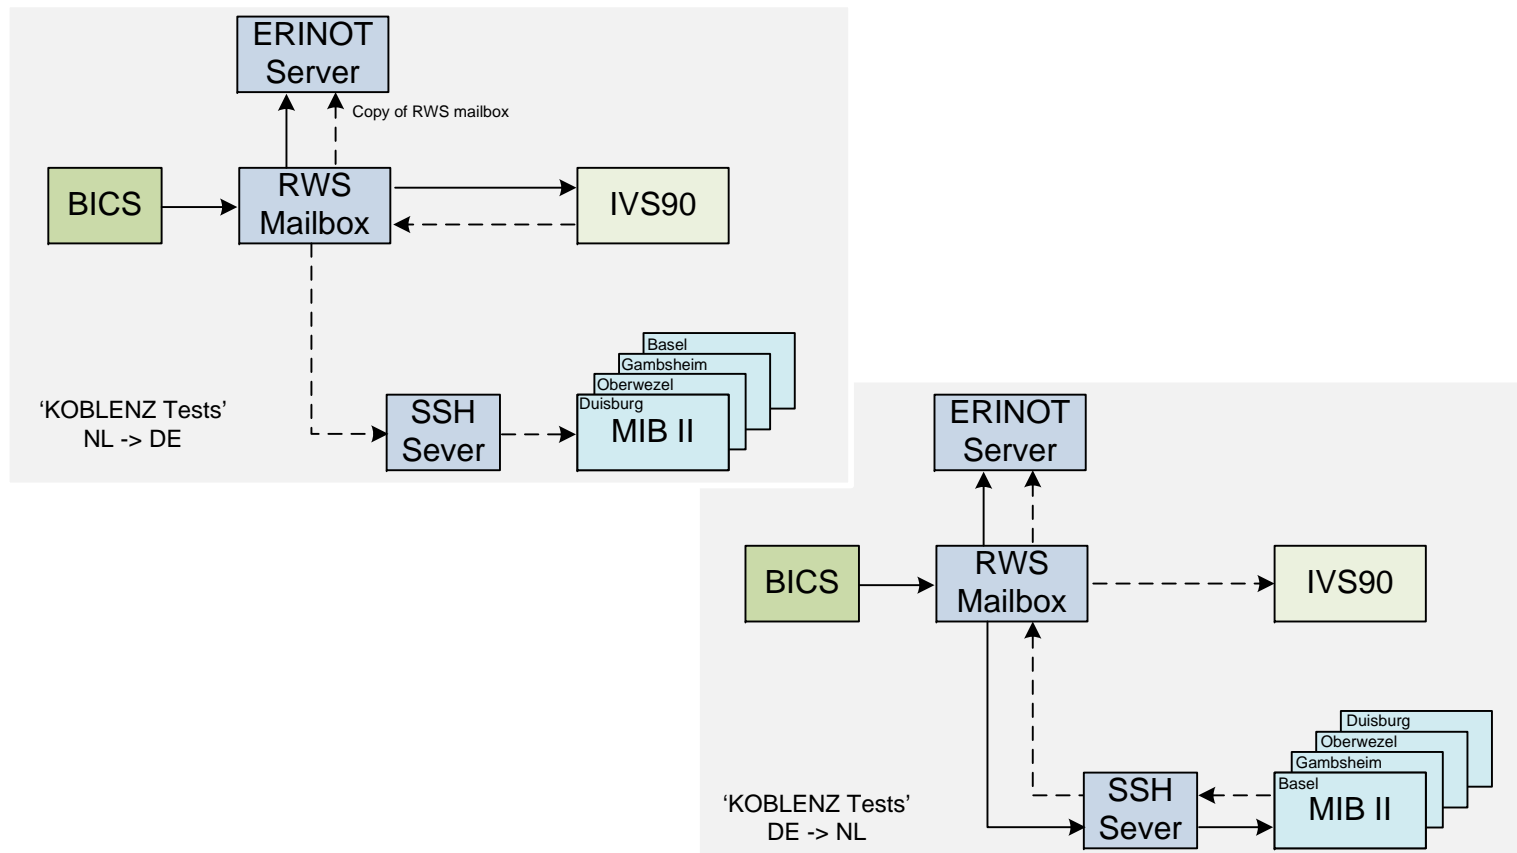 ERINOT
Server
Copy of RWS mailbox
BICS
RWS
Mailbox
IVS90
Basel
Gambsheim
Oberwezel
Duisburg
MIB II
SSH
Sever
‘KOBLENZ Tests’
NL -> DE
ERINOT
Server
BICS
RWS
Mailbox
IVS90
Duisburg
Oberwezel
Gambsheim
Basel
MIB II
SSH
Sever
‘KOBLENZ Tests’
DE -> NL